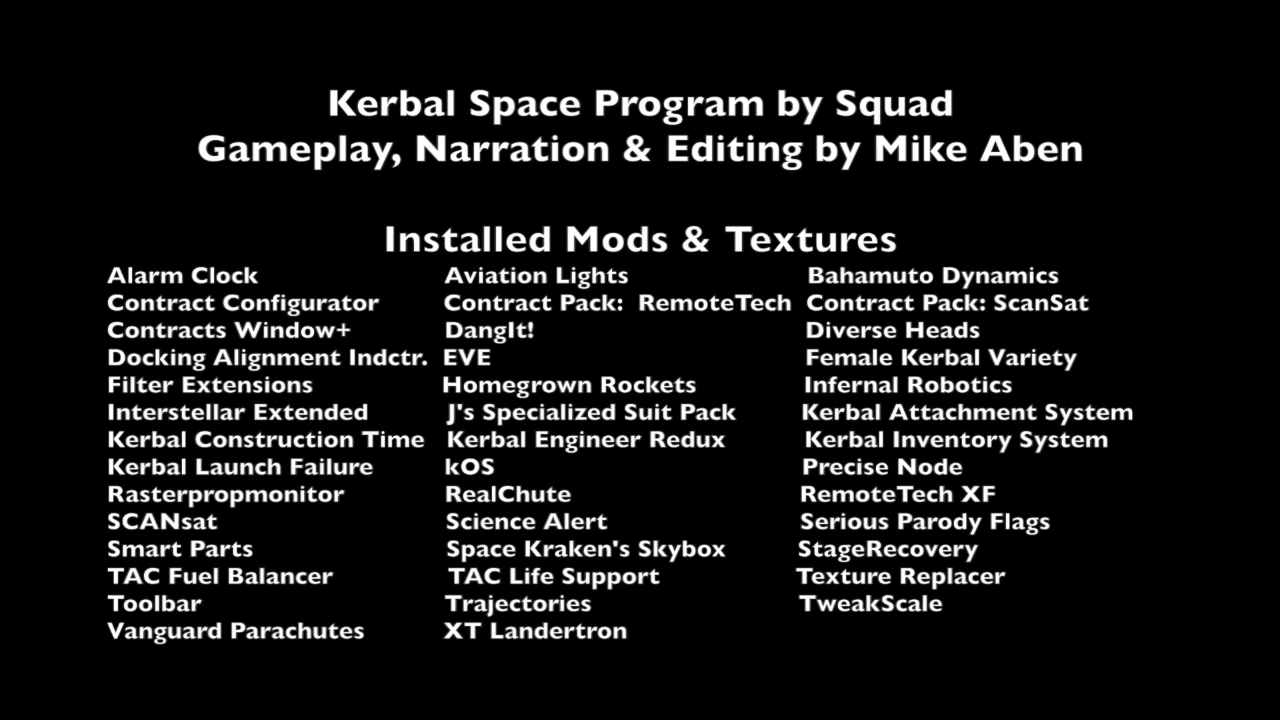 Kerbal Space Program by Squad
Gameplay, Narration & Editing by Mike Aben
Installed Mods & Textures
Alarm Clock Aviation Lights Bahamuto Dynamics
Contract Configurator Contract Pack: RemoteTech Contract Pack: ScanSat
Contracts Window+ DangIt! Diverse Heads
Docking Alignment Indctr. EVE Female Kerbal Variety
Filter Extensions Homegrown Rockets Infernal Robotics
Interstellar Extended J's Specialized Suit Pack Kerbal Attachment System
Kerbal Construction Time Kerbal Engineer Redux Kerbal Inventory System
Kerbal Launch Failure kOS Precise Node
Rasterpropmonitor RealChute RemoteTech XF
SCANsat Science Alert Serious Parody Flags
Smart Parts Space Kraken's Skybox StageRecovery
TAC Fuel Balancer TAC Life Support Texture Replacer
Toolbar Trajectories TweakScale
Vanguard Parachutes XT Landertron